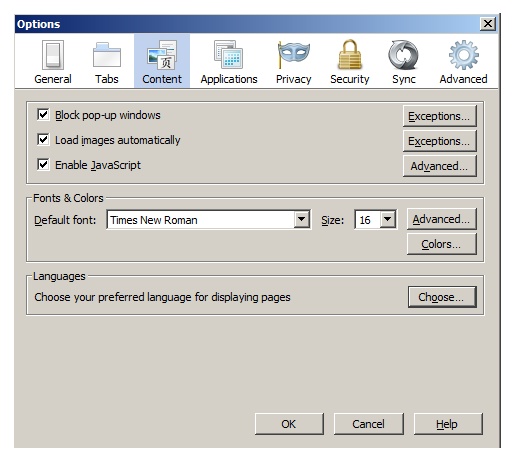 Options
General Tabs Content Applications Privacy Security Sync Advanced
页
Block pop-up windows Exceptions...
Load images automatically Exceptions...
Enable JavaScript Advanced...
Fonts & Colors
Default font: Times New Roman Size: 16 Advanced...
Colors...
Languages
Choose your preferred language for displaying pages Choose...
OK Cancel Help